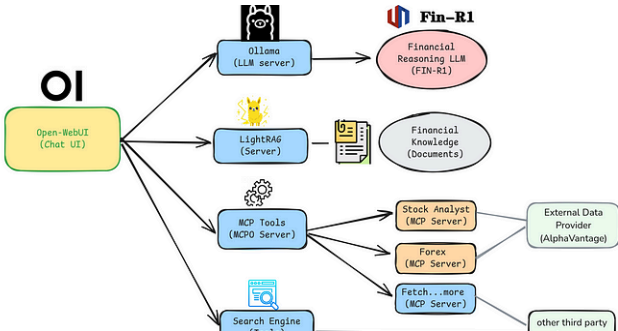 Fin-R1
Ollama
(LLM server)
Financial
Reasoning LLM
(FIN-R1)
OI
Open-WebUI
(Chat UI)
LightRAG
(Server)
Financial
Knowledge
(Documents)
MCP Tools
(MCPO Server)
Stock Analyst
(MCP Server)
External Data
Provider
(AlphaVantage)
Forex
(MCP Server)
Fetch...more
(MCP Server)
Search Engine
other third party